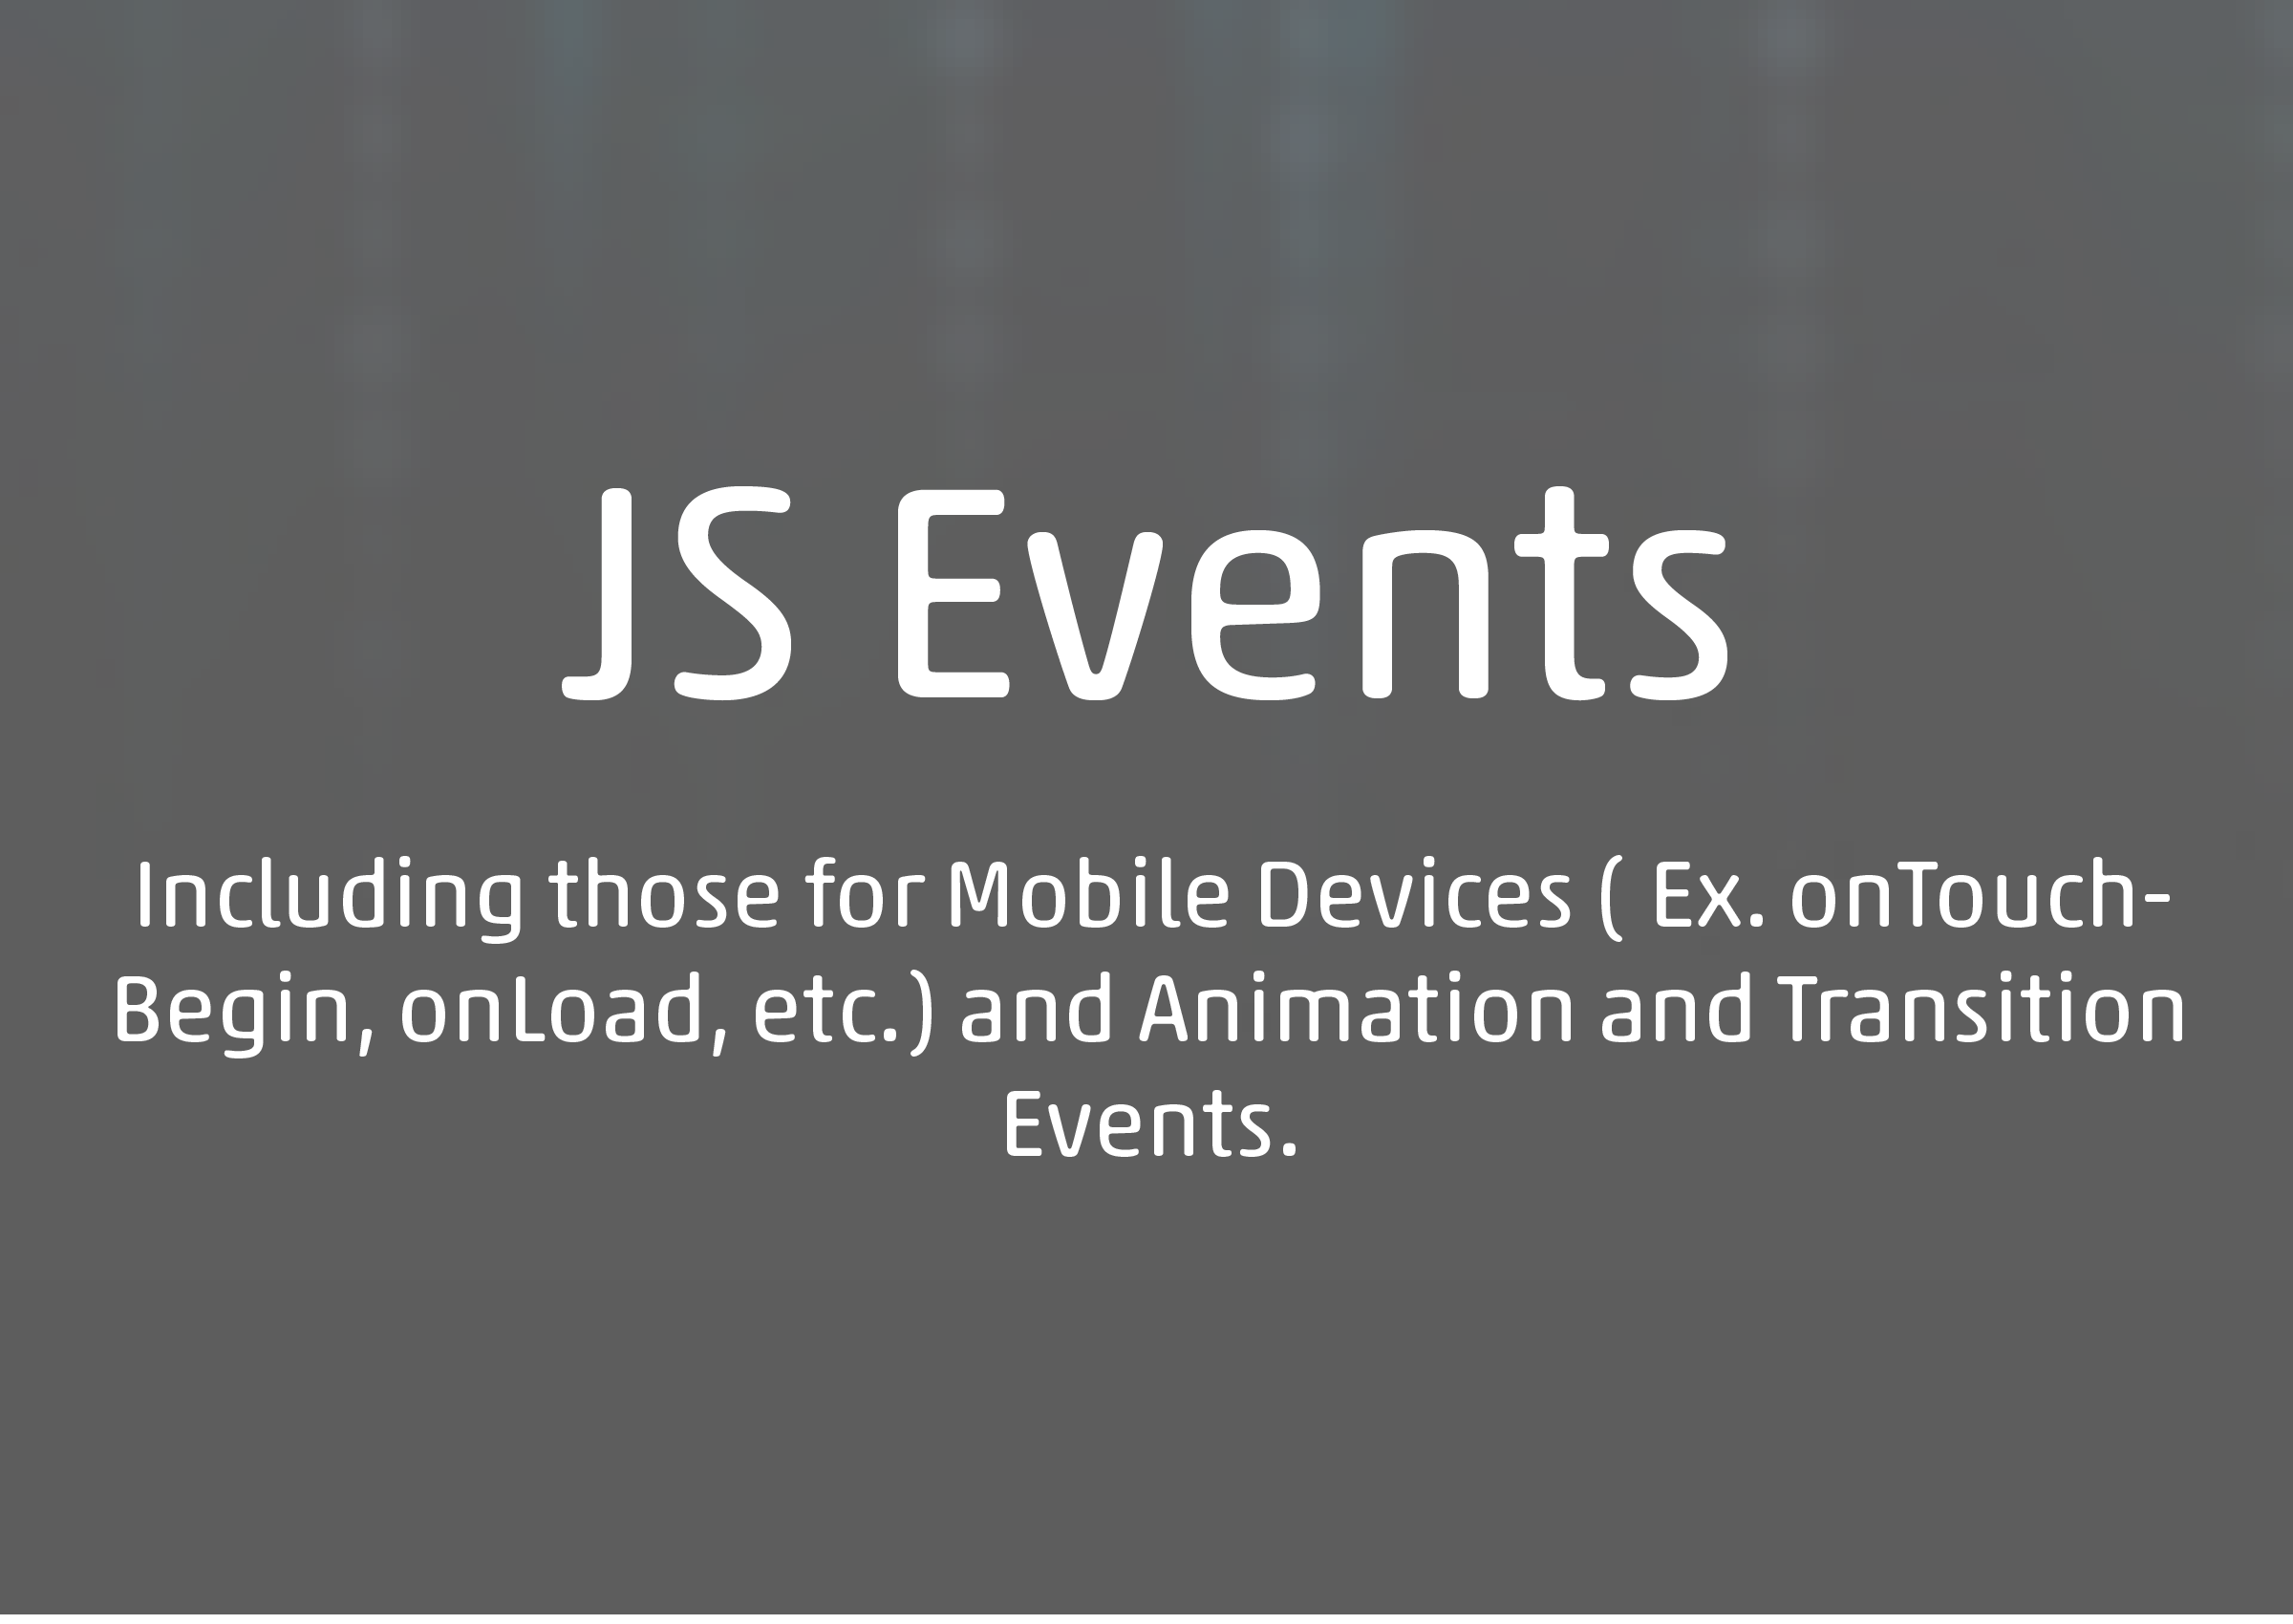 JS Events
Including those for Mobile Devices ( Ex. onTouch-
Begin, onLoad, etc.) and Animation and Transition
Events.